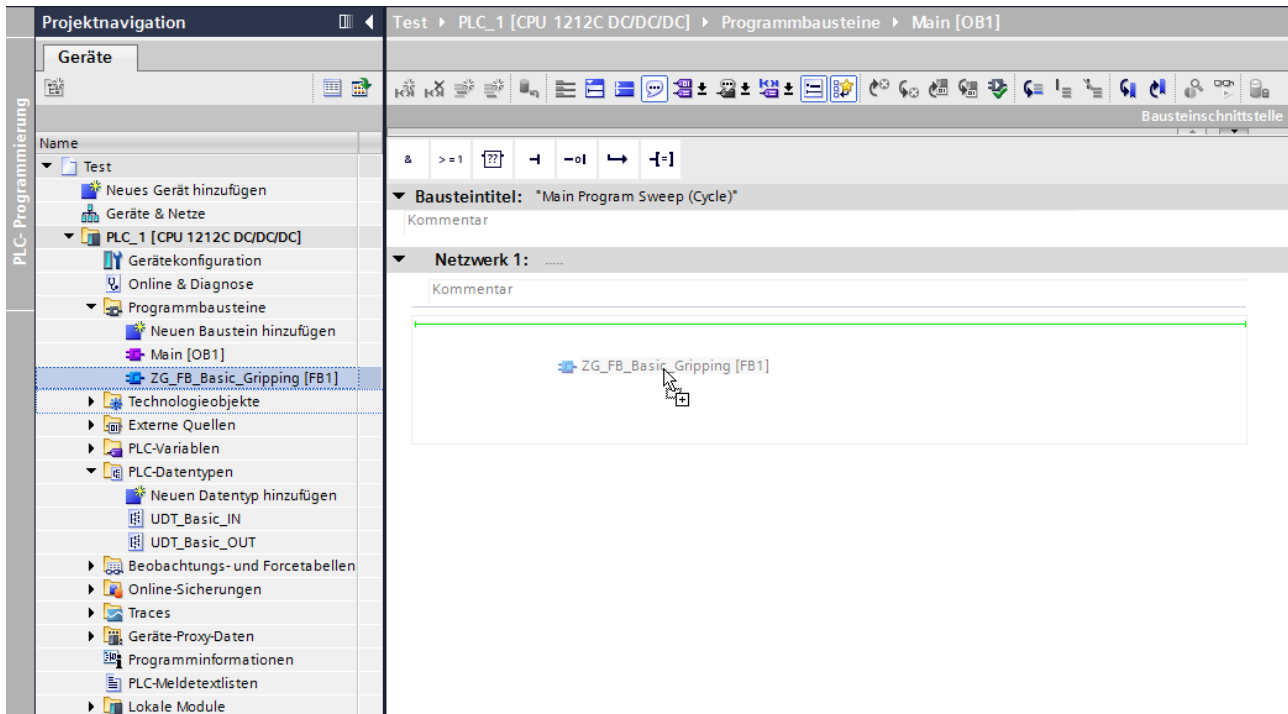 PLC-Programmierung
Projektnavigation
Geräte
Name
Test
Neues Gerät hinzufügen
Geräte & Netze
PLC_1 [CPU 1212C DC/DC/DC]
Gerätekonfiguration
Online & Diagnose
Programmbausteine
Neuen Baustein hinzufügen
Main [OB1]
ZG_FB_Basic_Gripping [FB1]
Technologieobjekte
Externe Quellen
PLC-Variablen
PLC-Datentypen
Neuen Datentyp hinzufügen
UDT_Basic_IN
UDT_Basic_OUT
Beobachtungs- und Forcetabellen
Online-Sicherungen
Traces
Geräte-Proxy-Daten
Programminformationen
PLC-Meldetextlisten
Lokale Module
Test ▸ PLC_1 [CPU 1212C DC/DC/DC] ▸ Programmbausteine ▸ Main [OB1]
Bausteinschnittstelle
& >=1 ??
Bausteintitel: "Main Program Sweep (Cycle)"
Kommentar
Netzwerk 1: .....
Kommentar
ZG_FB_Basic_Gripping [FB1]